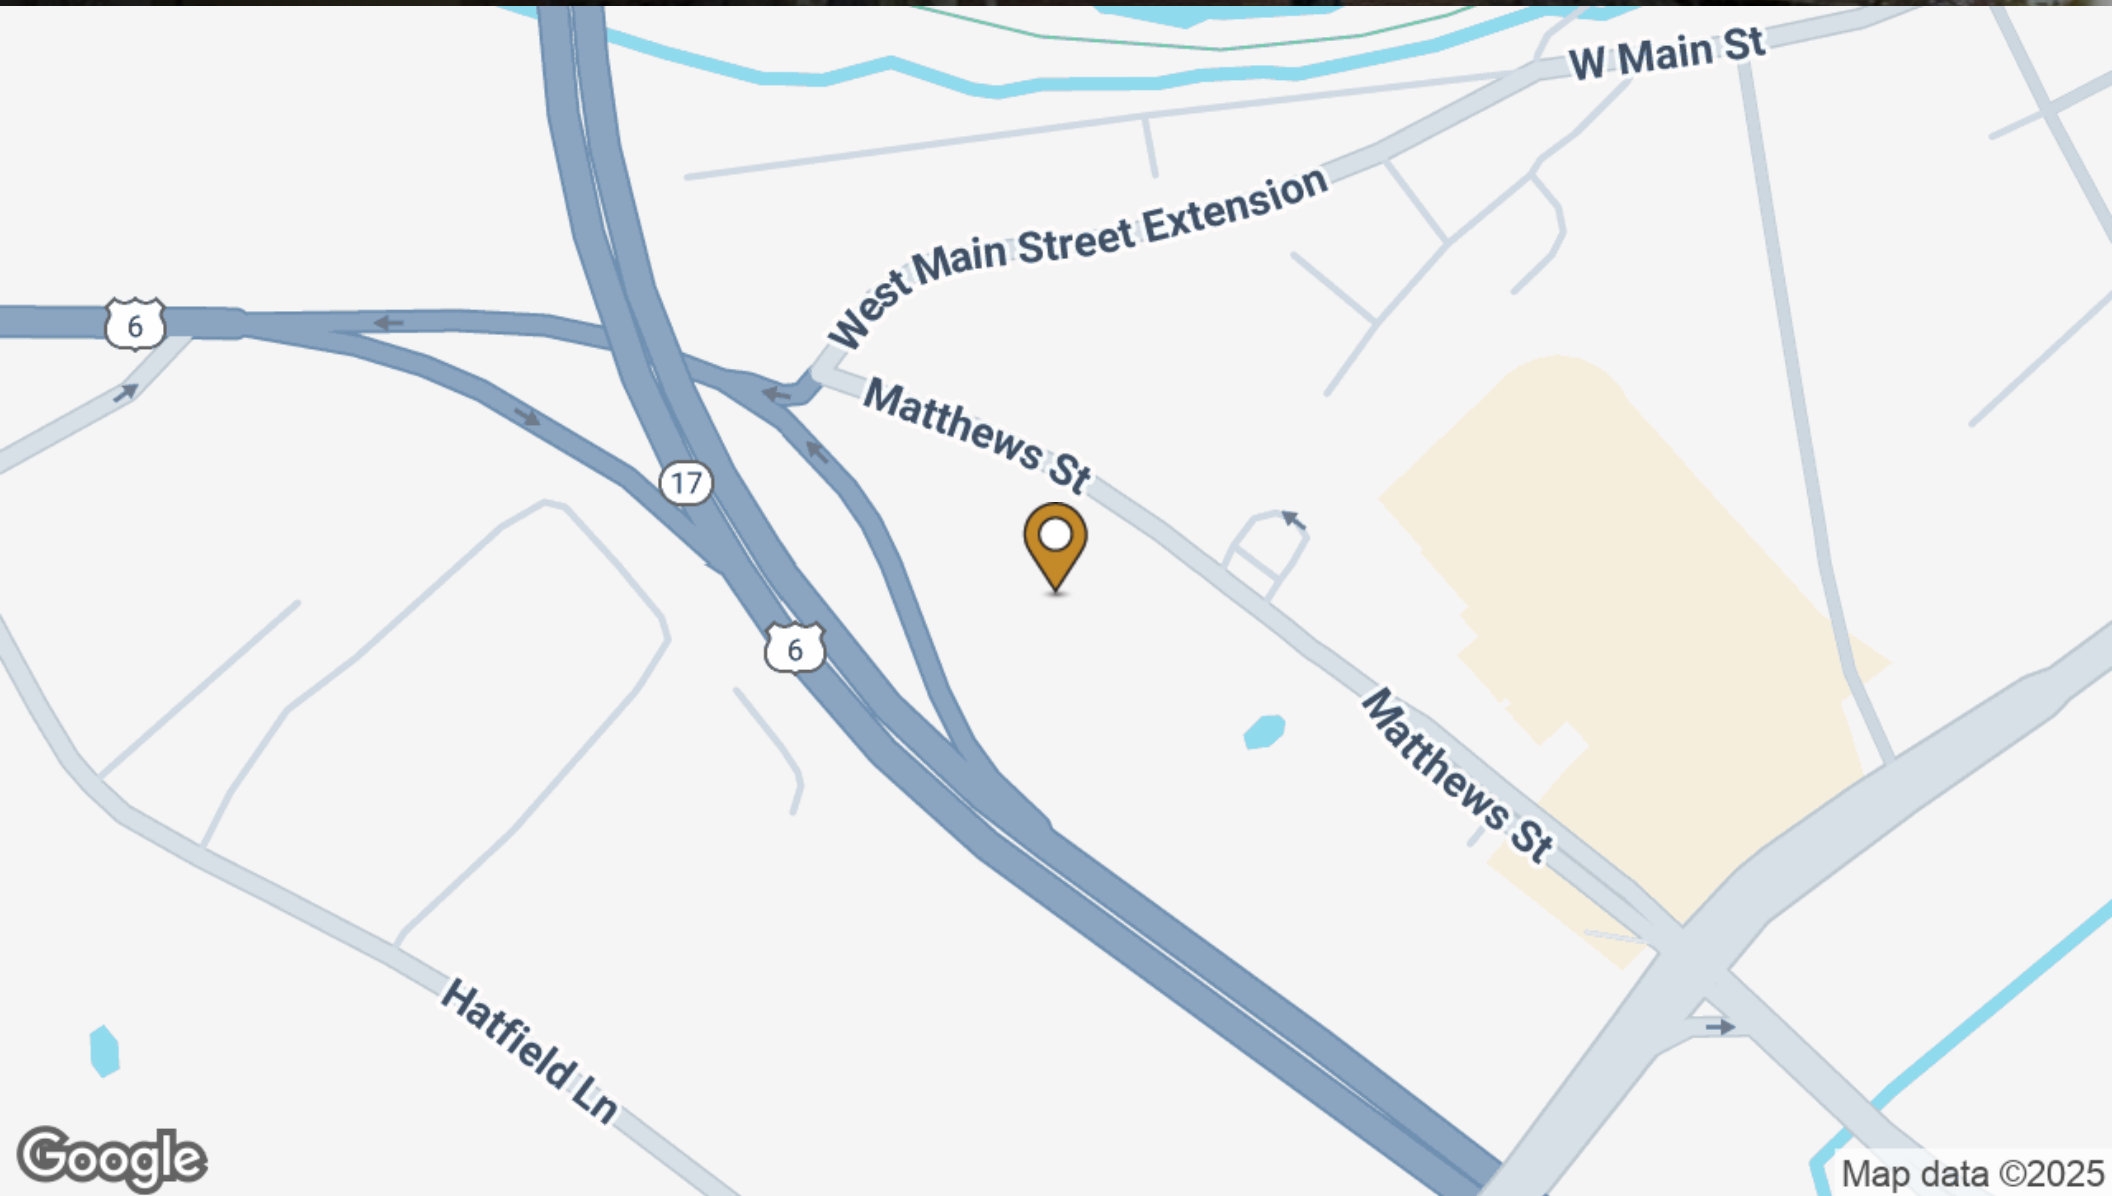 W Main St
West Main Street Extension
6
Matthews St
17
6
Matthews St
Hatfield Ln
Google
Map data ©2025